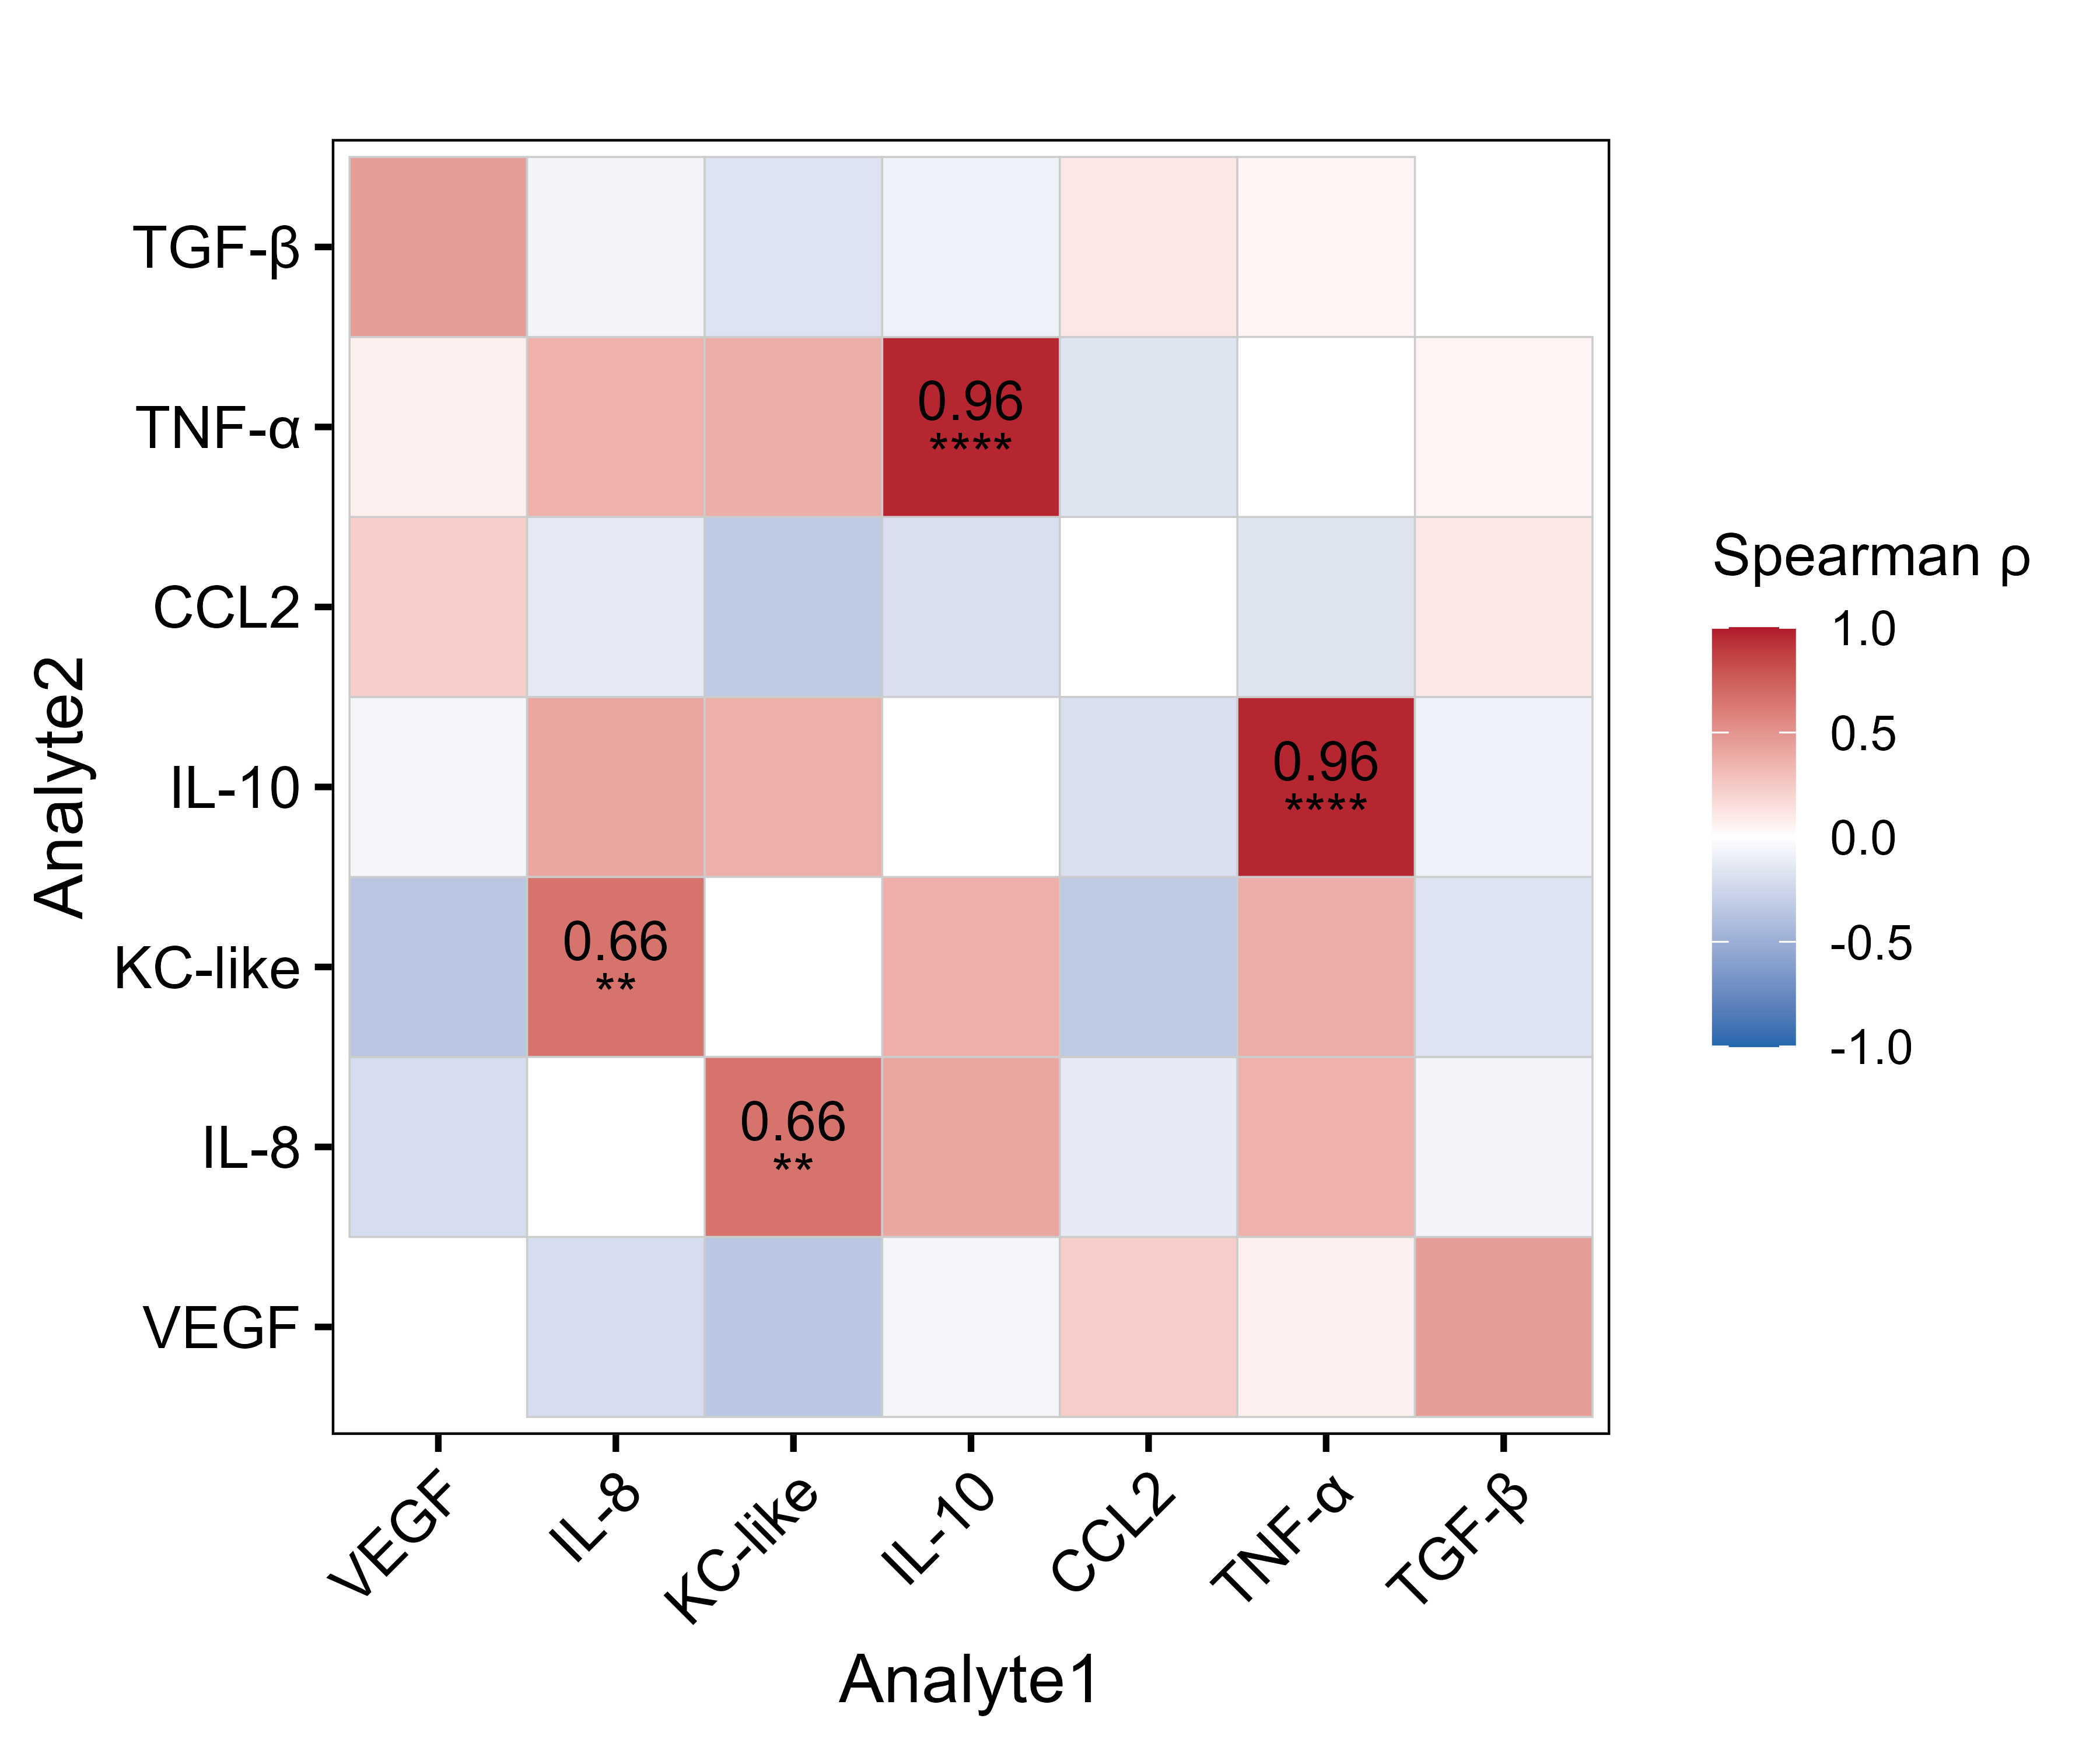 TGF-β
TNF-α
0.96
****
CCL2
Spearman ρ
1.0
0.5
0.0
-0.5
-1.0
Analyte2
IL-10
0.96
****
KC-like
0.66
**
IL-8
0.66
**
VEGF
VEGF
IL-8
KC-like
IL-10
CCL2
TNF-α
TGF-β
Analyte1